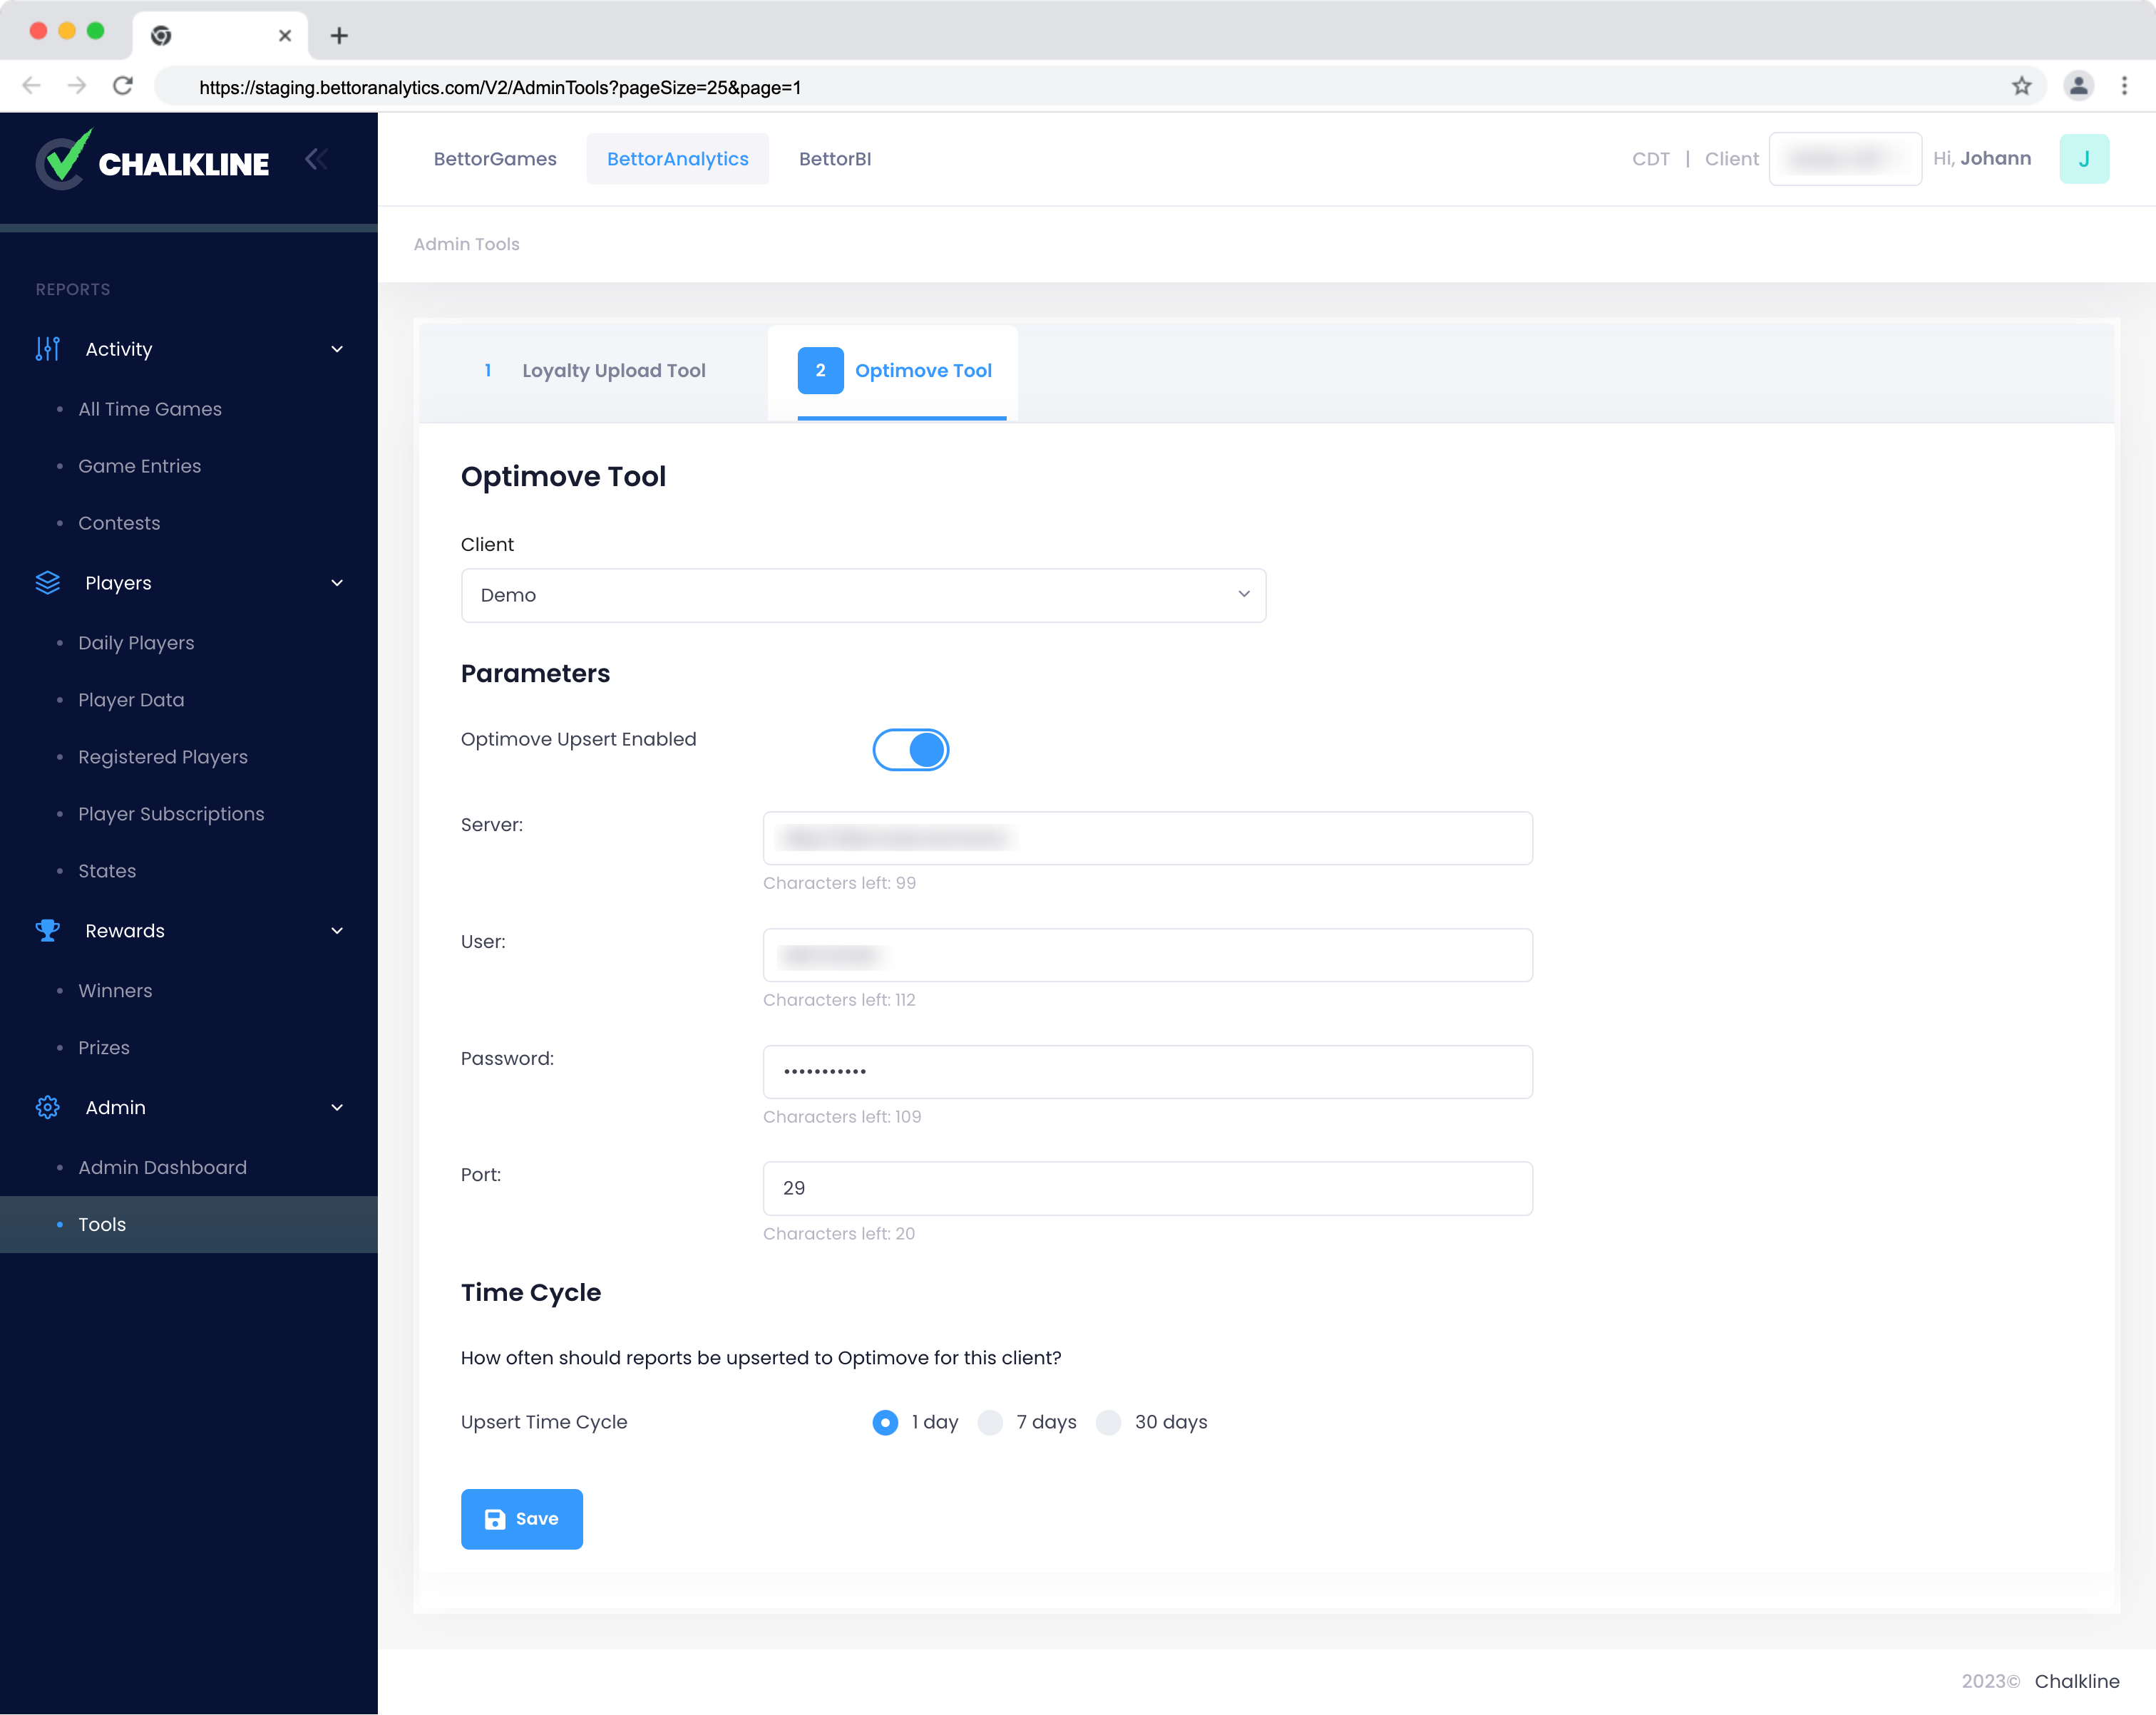 https://staging.bettoranalytics.com/V2/AdminTools?pageSize=25&page=1
CHALKLINE
BettorGames
BettorAnalytics
BettorBI
CDT | Client
Hi, Johann
J
Admin Tools
REPORTS
Activity
All Time Games
Game Entries
Contests
Players
Daily Players
Player Data
Registered Players
Player Subscriptions
States
Rewards
Winners
Prizes
Admin
Admin Dashboard
Tools
1 Loyalty Upload Tool
2 Optimove Tool
Optimove Tool
Client
Demo
Parameters
Optimove Upsert Enabled
Server:
Characters left: 99
User:
Characters left: 112
Password:
•••••••••••
Characters left: 109
Port:
29
Characters left: 20
Time Cycle
How often should reports be upserted to Optimove for this client?
Upsert Time Cycle
1 day
7 days
30 days
Save
2023© Chalkline